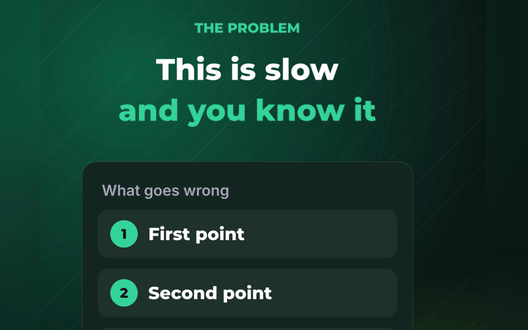 THE PROBLEM
This is slow
and you know it
What goes wrong
1 First point
2 Second point